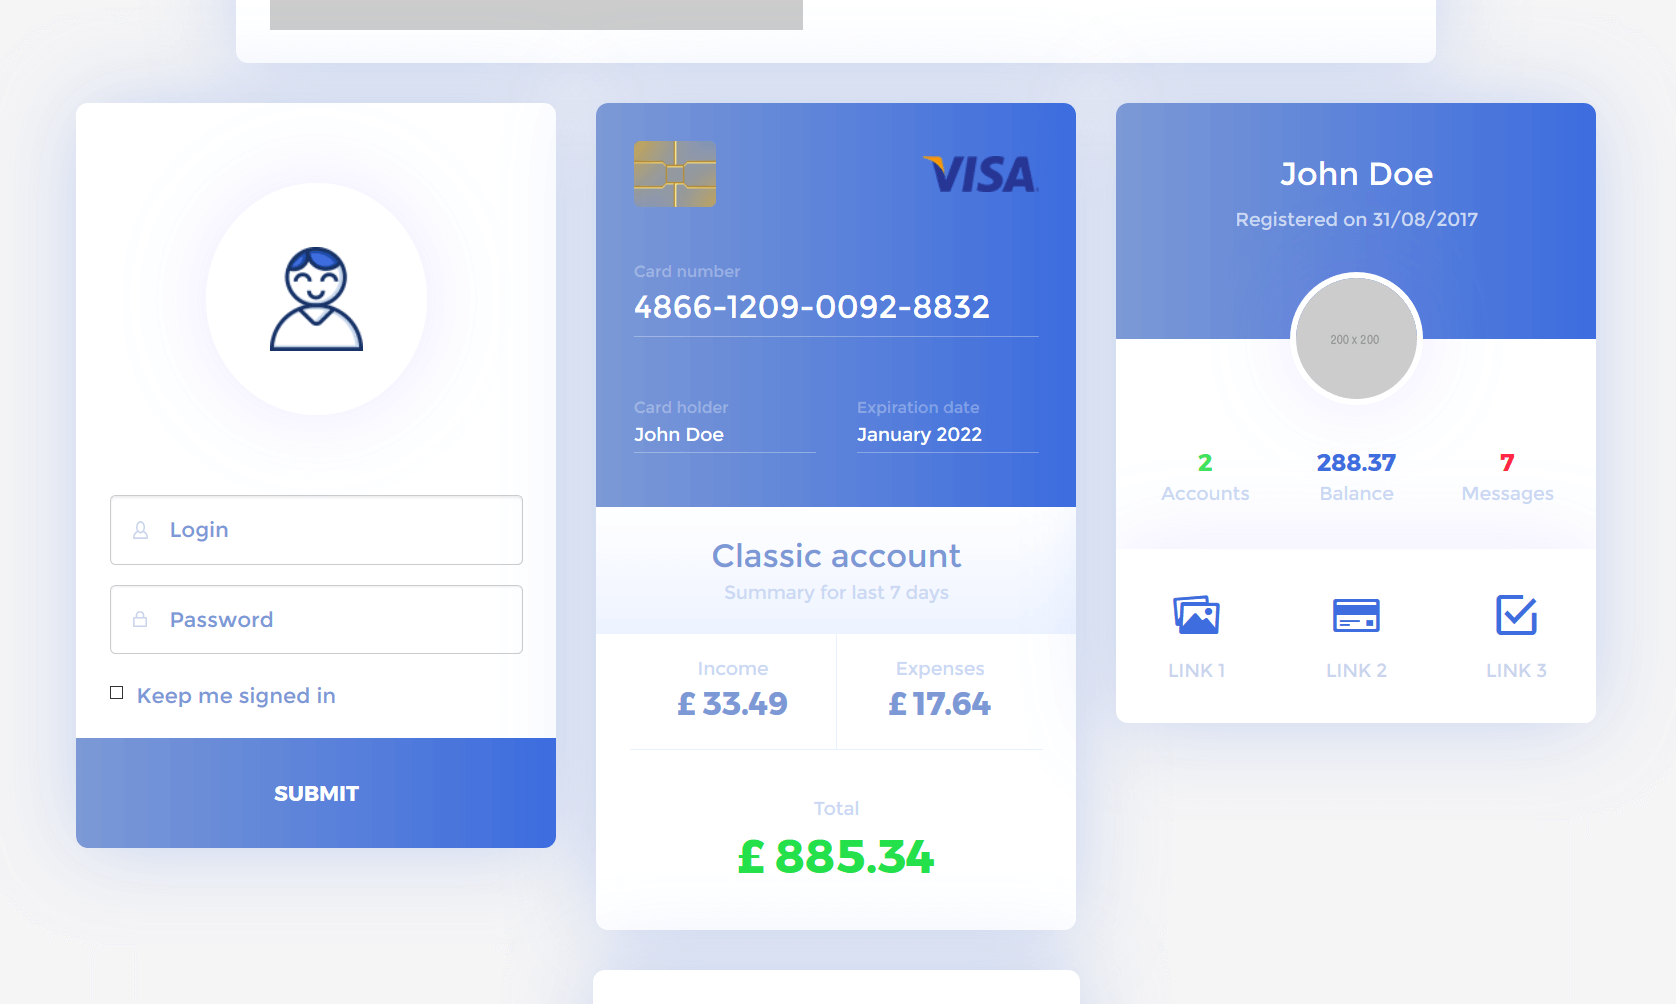 Login
Password
Keep me signed in
SUBMIT
VISA
Card number
4866-1209-0092-8832
Card holder
Expiration date
John Doe
January 2022
Classic account
Summary for last 7 days
Income
Expenses
£ 33.49
£ 17.64
Total
£ 885.34
John Doe
Registered on 31/08/2017
200 x 200
2
288.37
7
Accounts
Balance
Messages
LINK 1
LINK 2
LINK 3